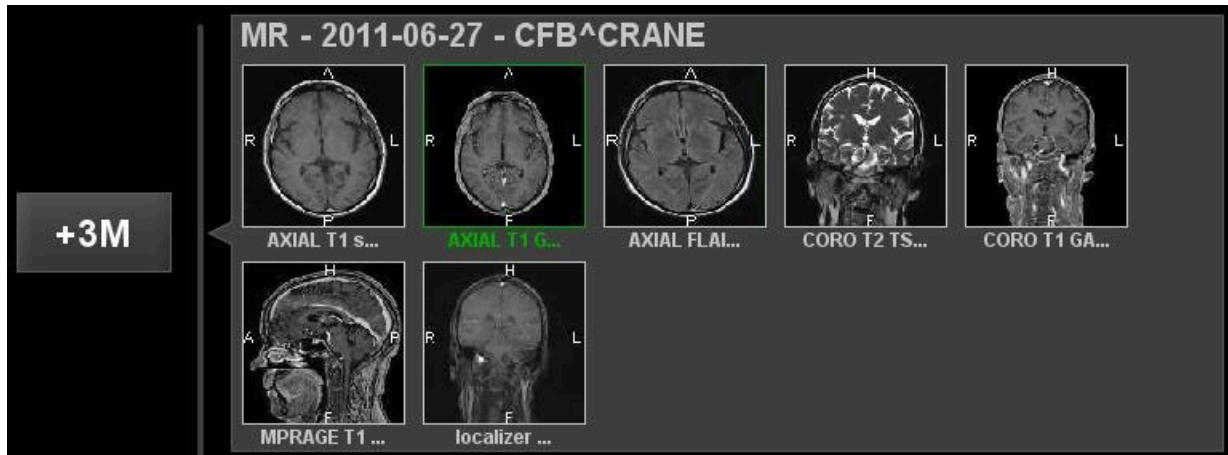 MR - 2011-06-27 - CFB^CRANE
+3M
A
R
L
P
AXIAL T1 s...
A
R
L
F
AXIAL T1 G...
A
R
L
P
AXIAL FLAI...
H
R
L
F
CORO T2 TS...
H
R
L
F
CORO T1 GA...
H
A
P
F
MPRAGE T1 ...
H
R
L
F
localizer ...